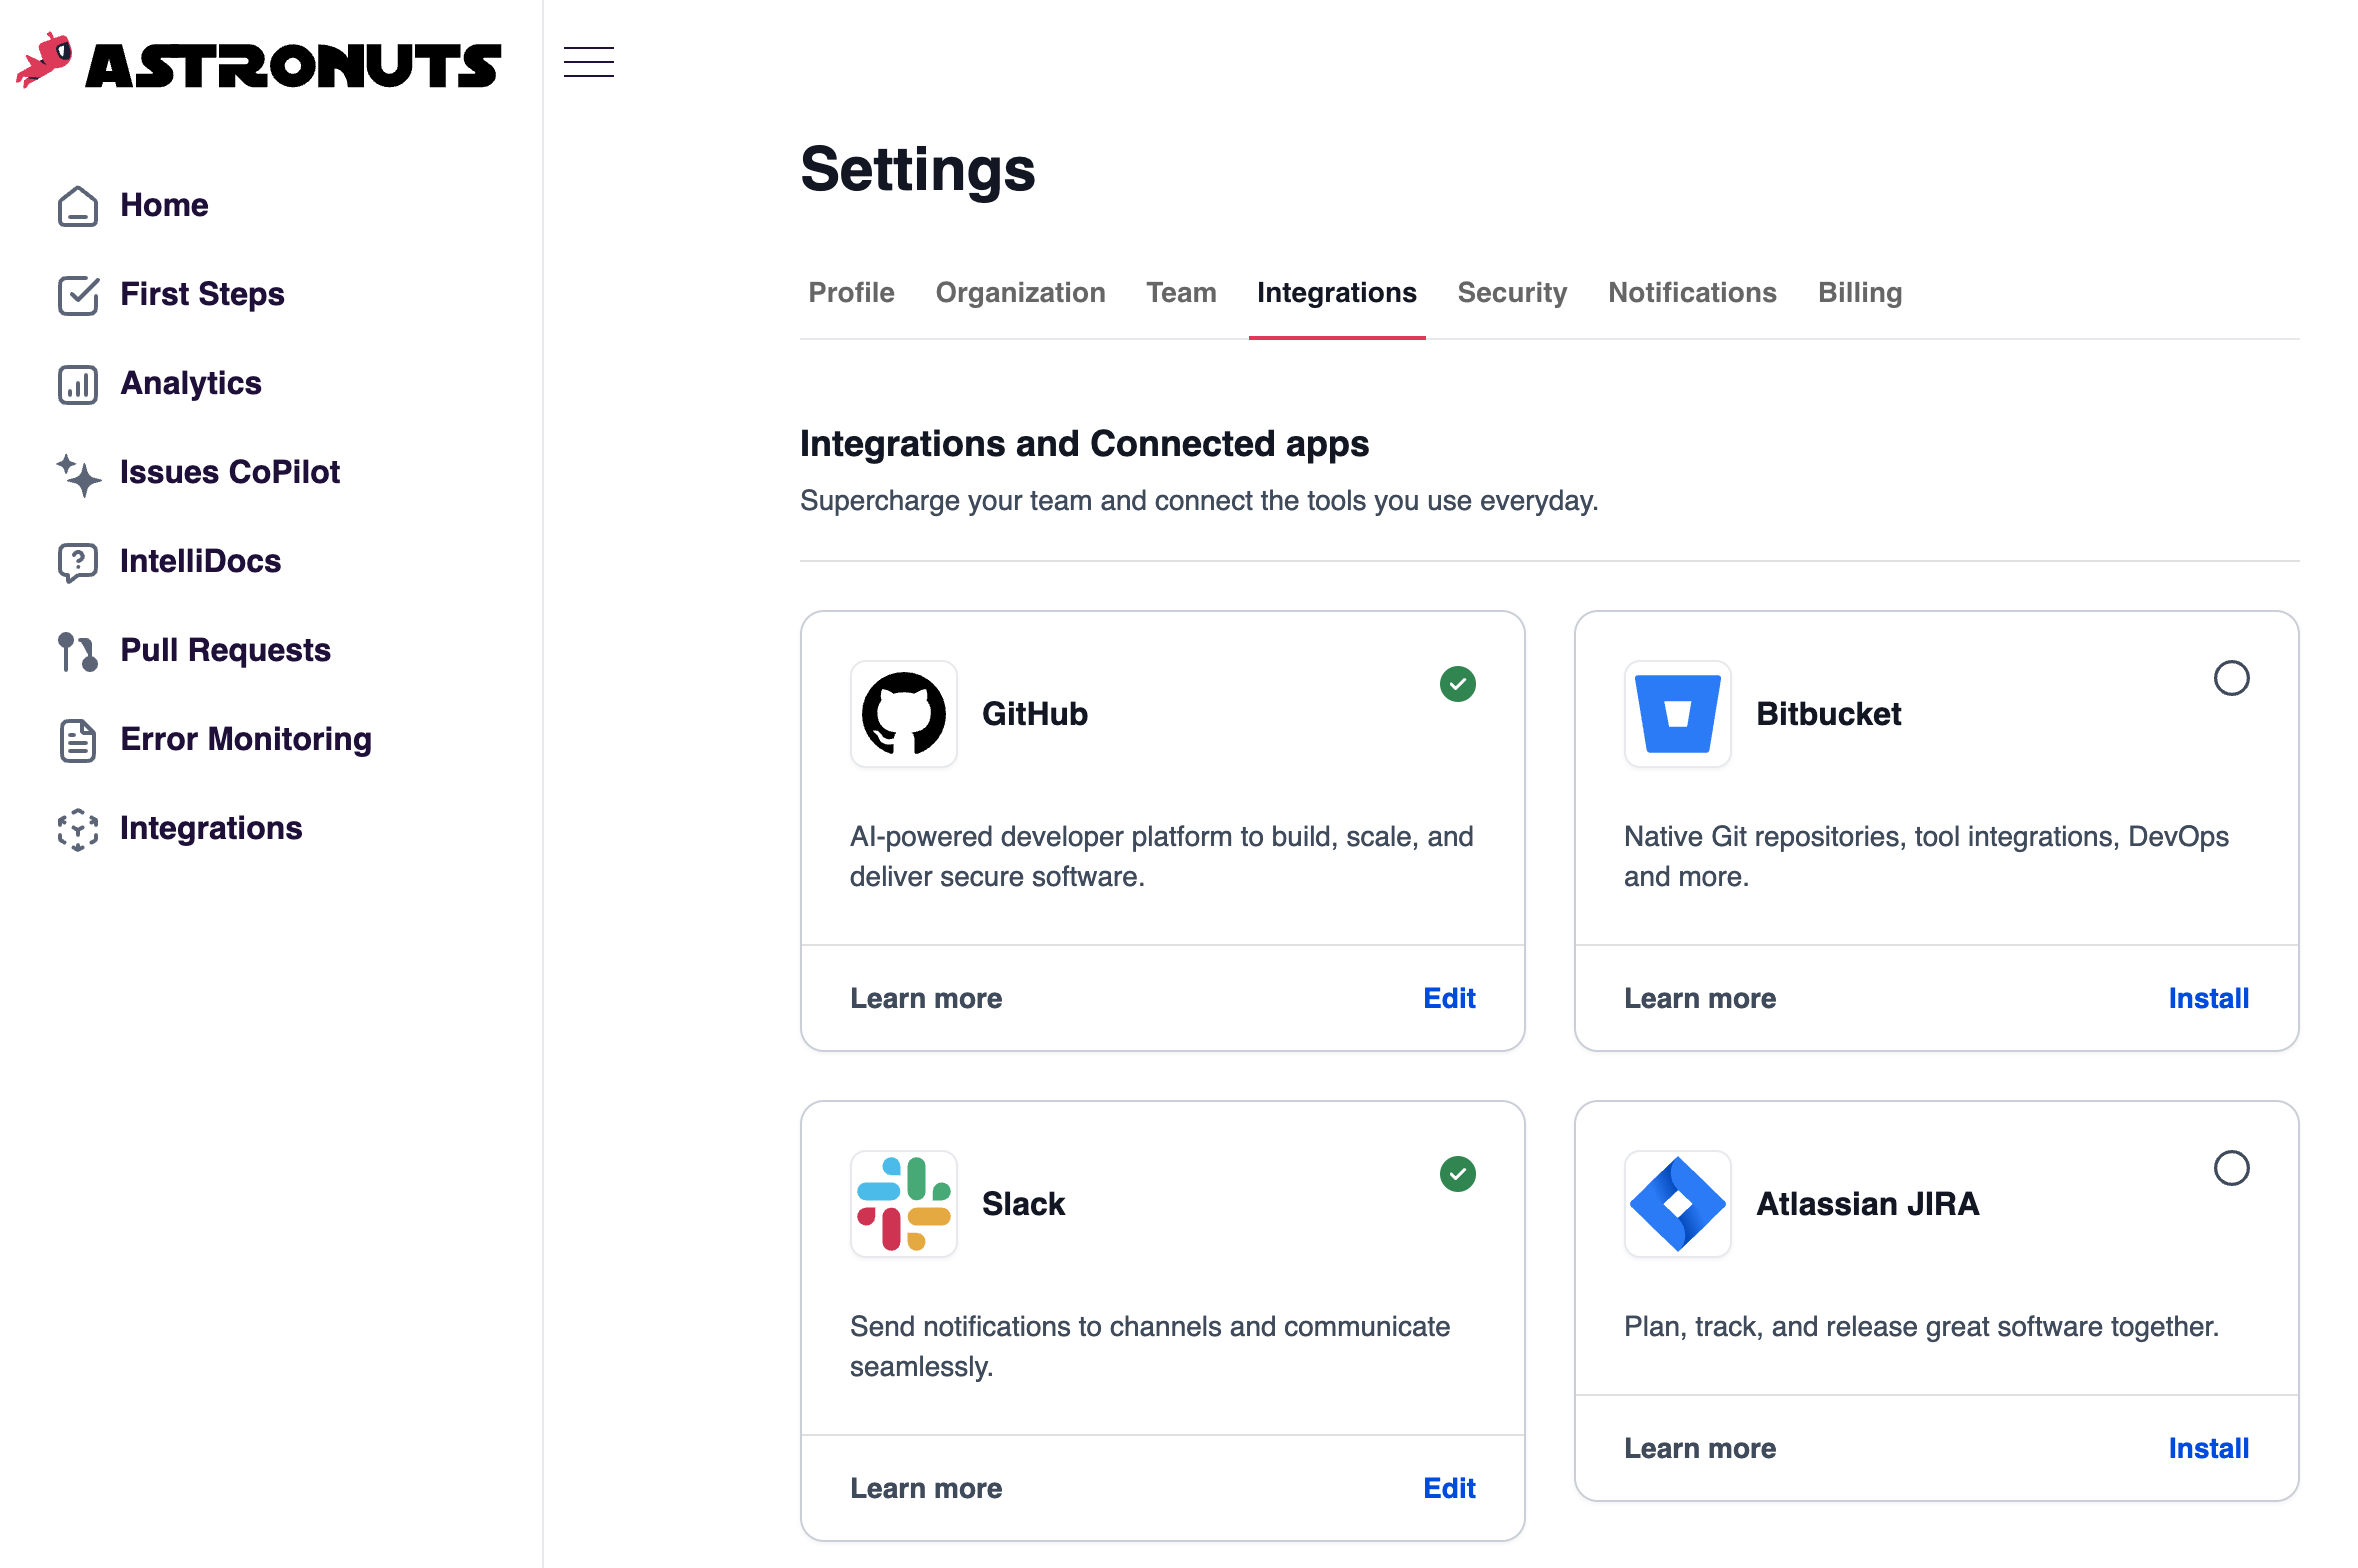 ASTRONUTS
Home
First Steps
Analytics
Issues CoPilot
IntelliDocs
Pull Requests
Error Monitoring
Integrations
Settings
Profile Organization Team Integrations Security Notifications Billing
Integrations and Connected apps
Supercharge your team and connect the tools you use everyday.
GitHub
AI-powered developer platform to build, scale, and
deliver secure software.
Learn more Edit
Bitbucket
Native Git repositories, tool integrations, DevOps
and more.
Learn more Install
Slack
Send notifications to channels and communicate
seamlessly.
Learn more Edit
Atlassian JIRA
Plan, track, and release great software together.
Learn more Install